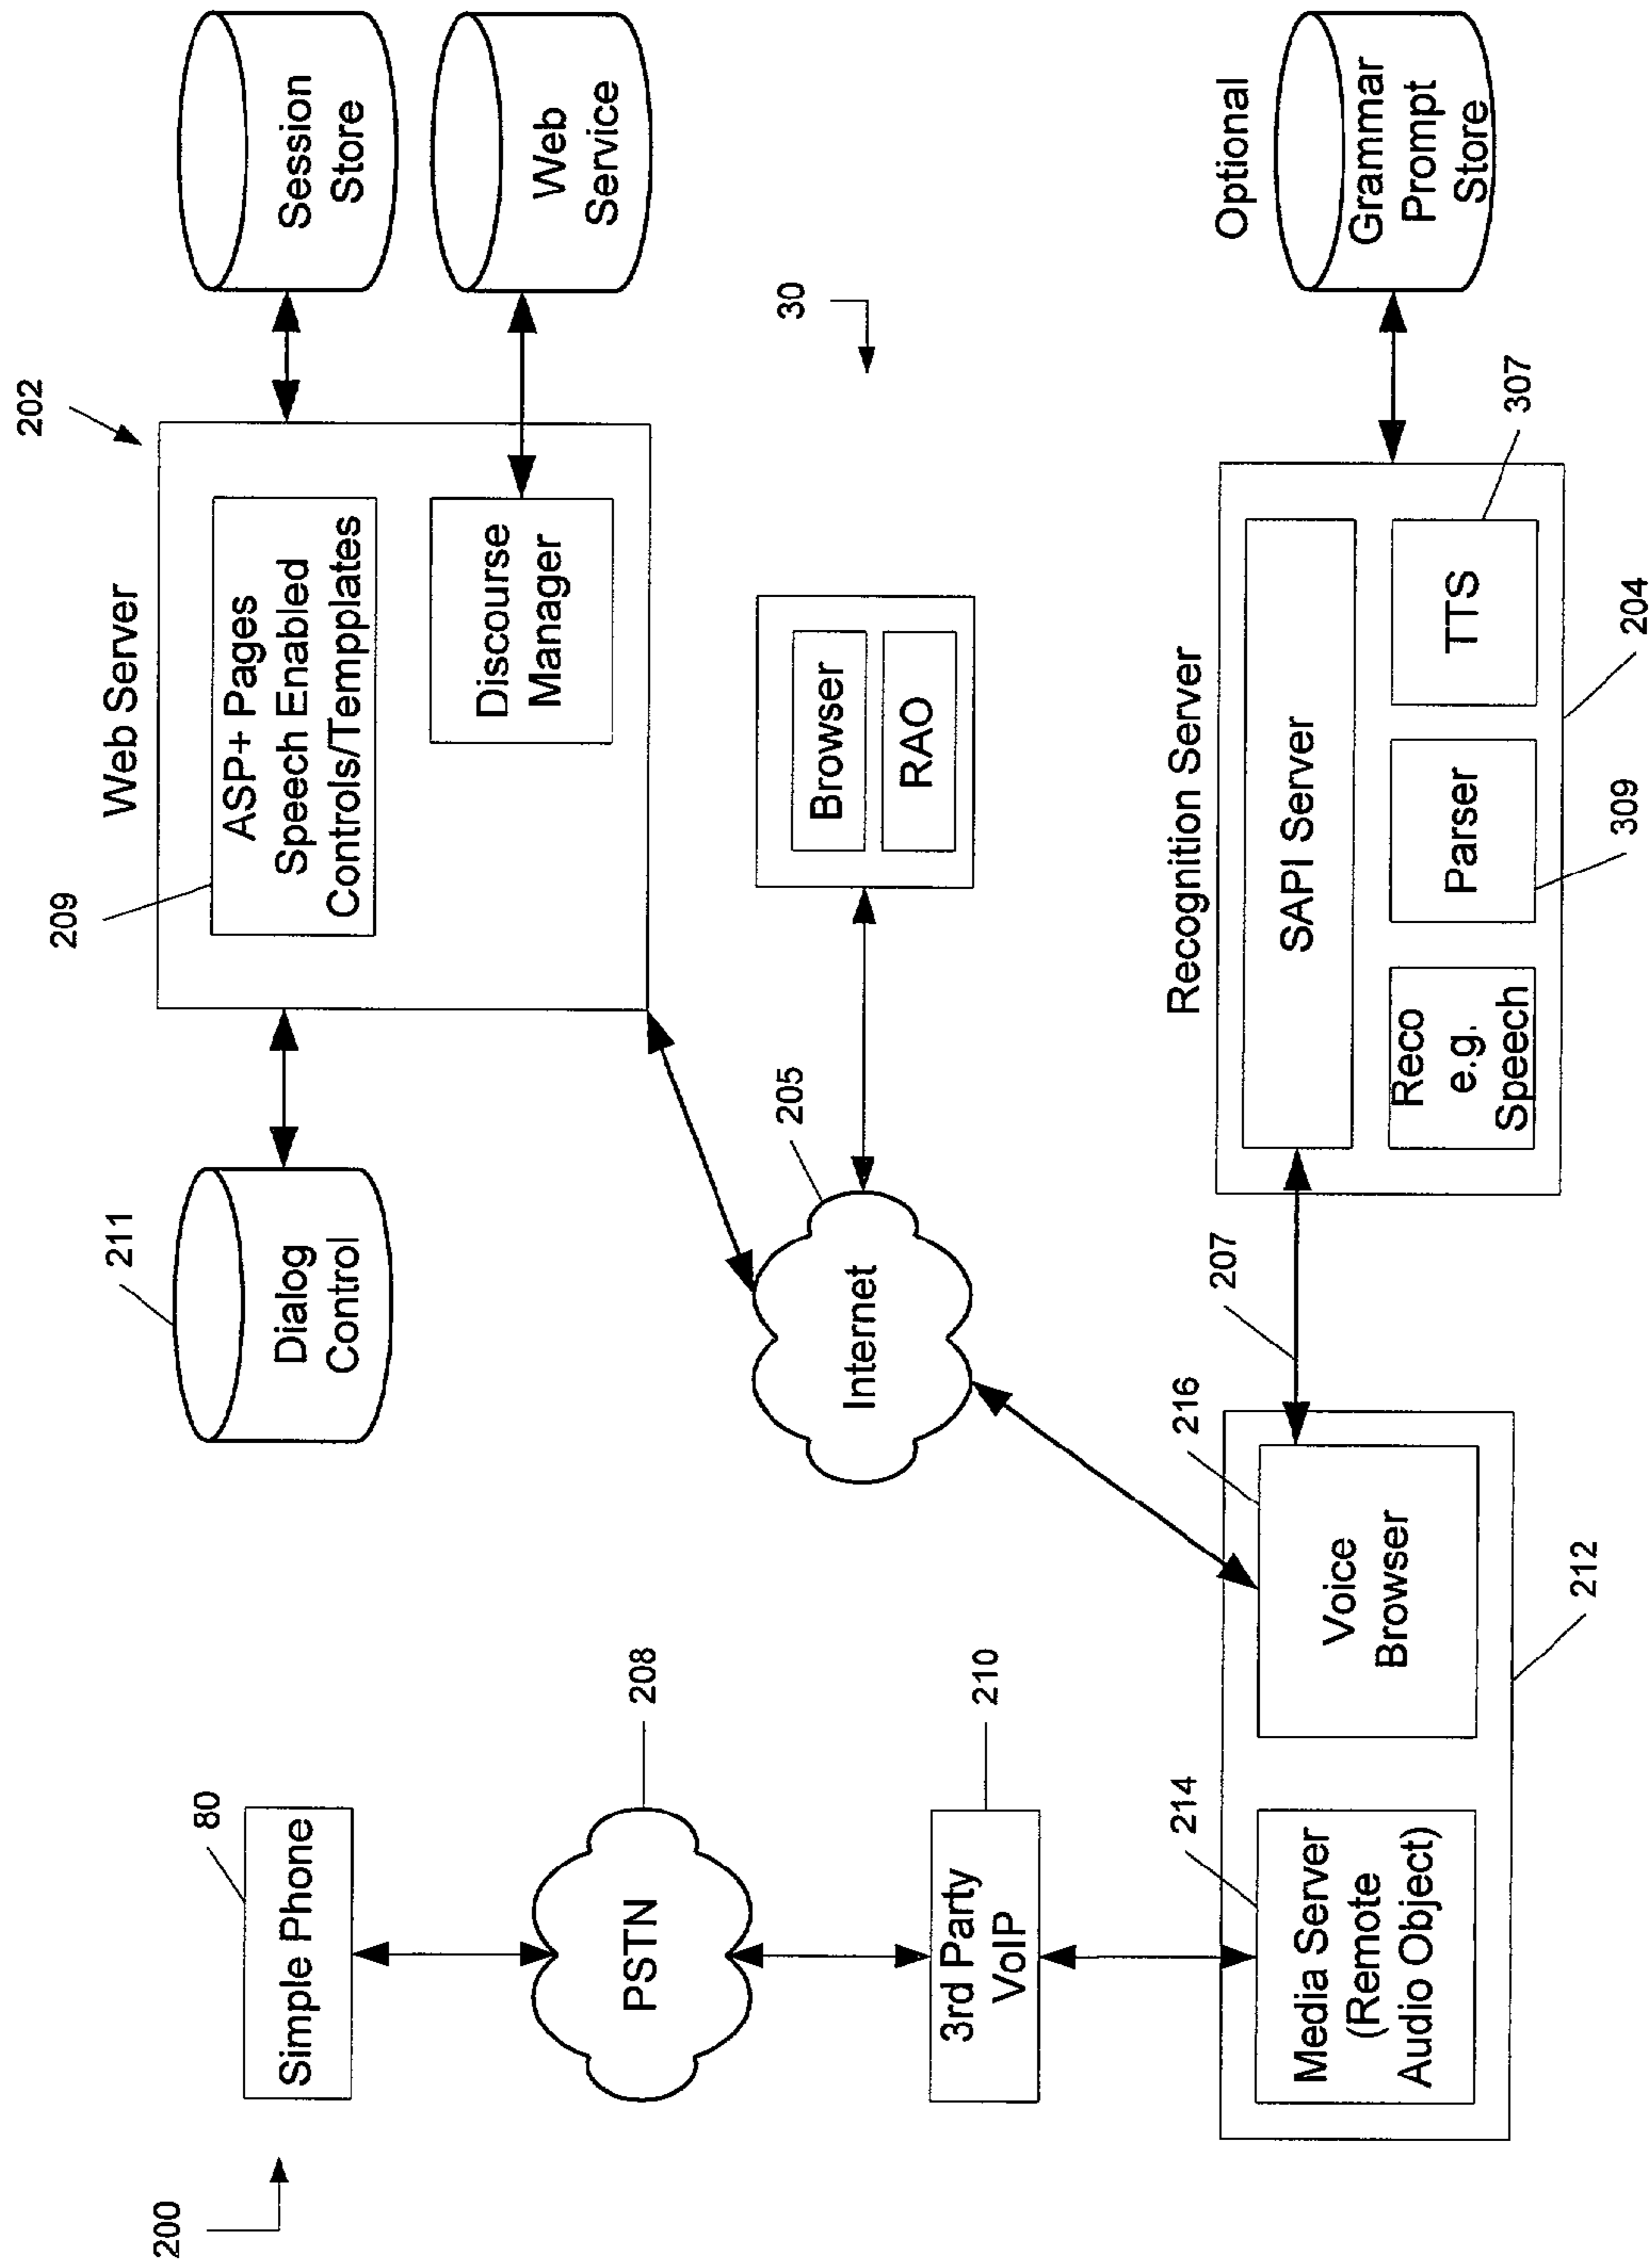 200
Simple Phone
80
PSTN
208
3rd Party
VoIP
210
Media Server
(Remote
Audio Object)
214
Voice
Browser
216
212
207
Dialog
Control
211
Internet
205
Web Server
202
209
ASP+ Pages
Speech Enabled
Controls/Tempplates
Discourse
Manager
Session
Store
Web
Service
Browser
RAO
30
Recognition Server
SAPI Server
Reco
e.g.
Speech
Parser
309
TTS
307
204
Optional
Grammar
Prompt
Store